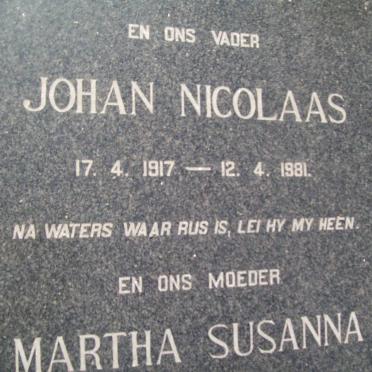 EN ONS VADER
JOHAN NICOLAAS
17. 4. 1917 — 12. 4. 1981.
NA WATERS WAAR RUS IS, LEI HY MY HEEN.
EN ONS MOEDER
MARTHA SUSANNA